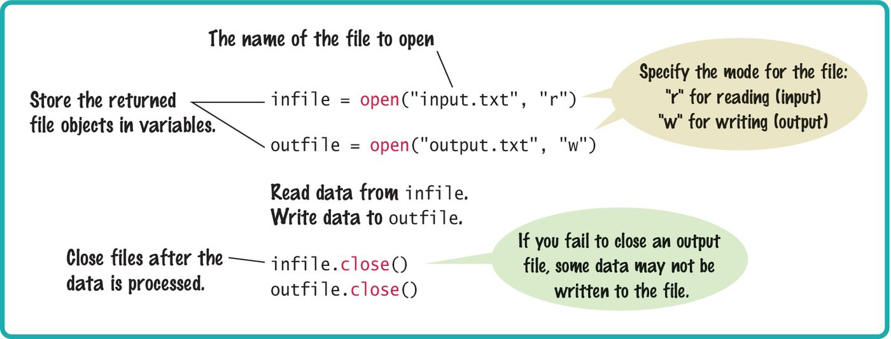 The name of the file to open
Store the returned
file objects in variables.
infile = open("input.txt", "r")
outfile = open("output.txt", "w")
Specify the mode for the file:
"r" for reading (input)
"w" for writing (output)
Read data from infile.
Write data to outfile.
Close files after the
data is processed.
infile.close()
outfile.close()
If you fail to close an output
file, some data may not be
written to the file.